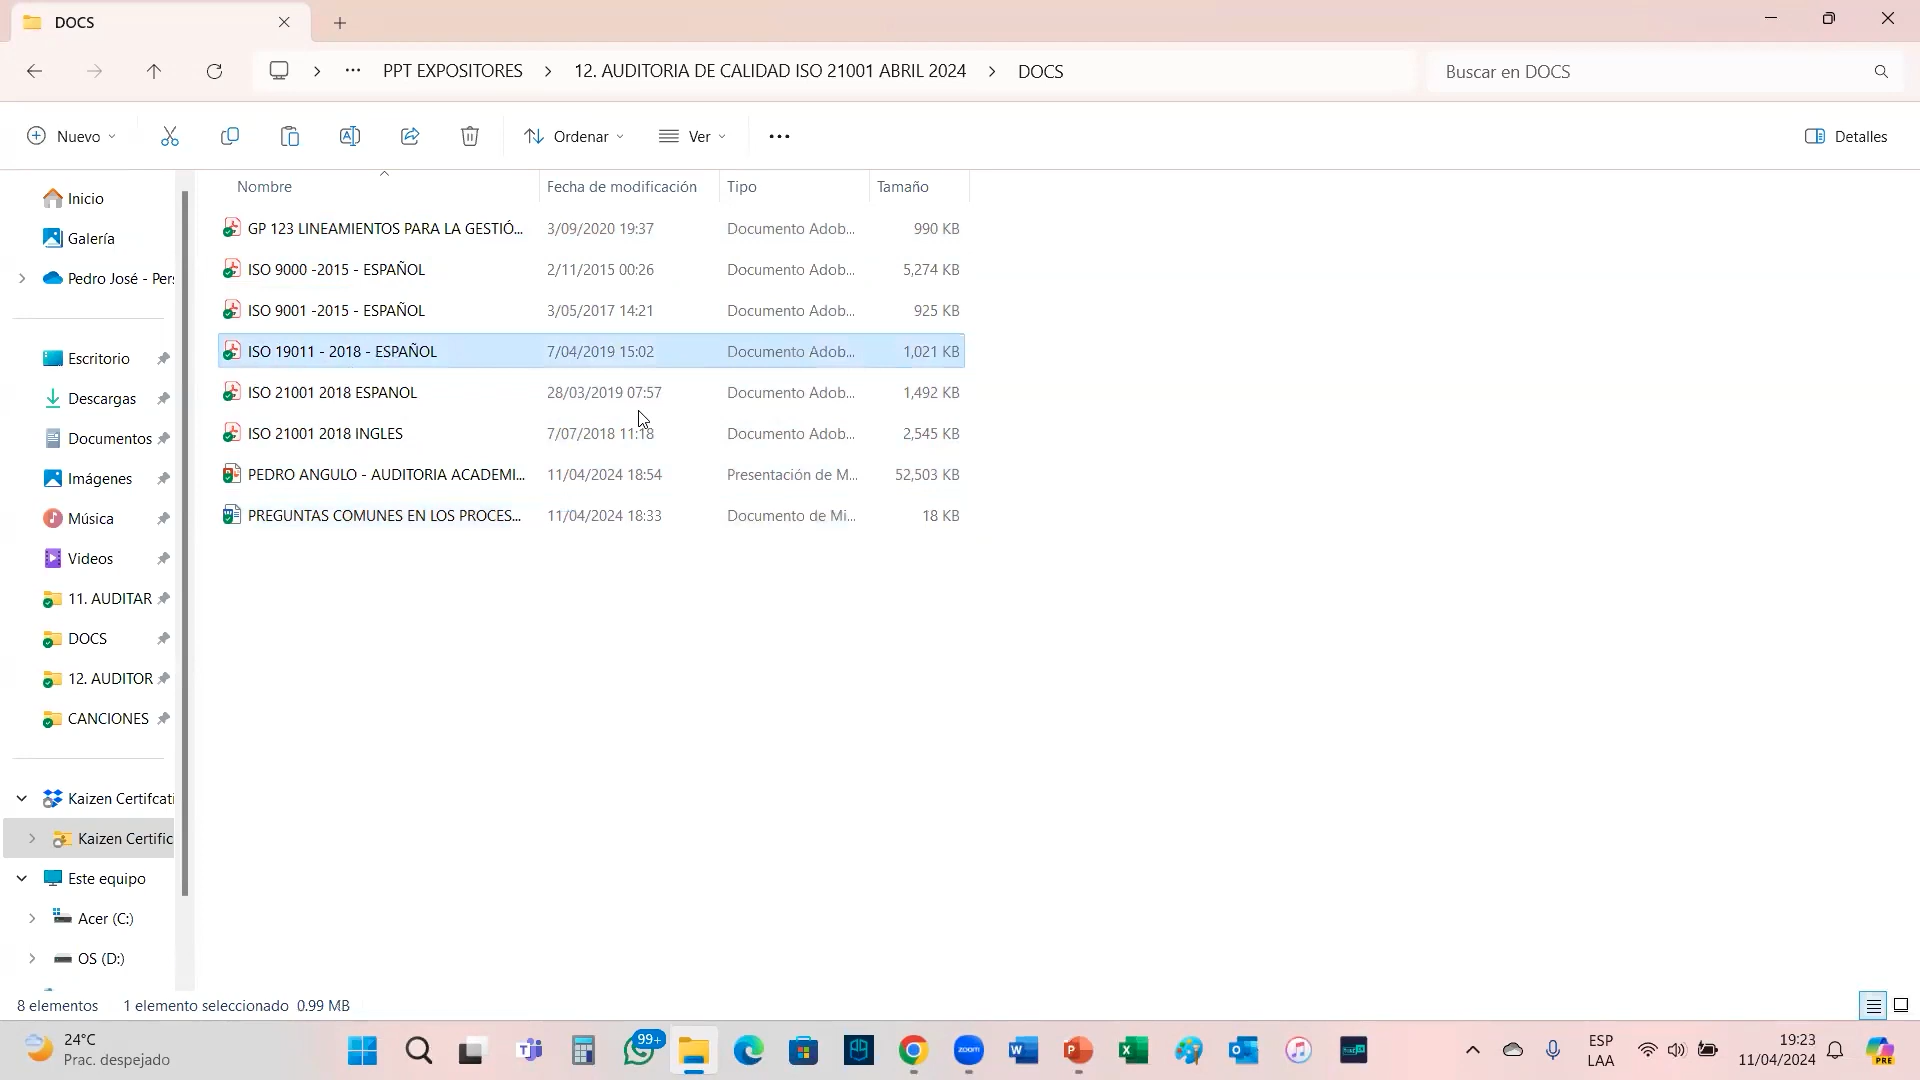 DOCS
PPT EXPOSITORES > 12. AUDITORIA DE CALIDAD ISO 21001 ABRIL 2024 > DOCS
Buscar en DOCS
Nuevo
Ordenar
Ver
Detalles
Nombre Fecha de modificación Tipo Tamaño
GP 123 LINEAMIENTOS PARA LA GESTIÓ... 3/09/2020 19:37 Documento Adob... 990 KB
ISO 9000 -2015 - ESPAÑOL 2/11/2015 00:26 Documento Adob... 5,274 KB
ISO 9001 -2015 - ESPAÑOL 3/05/2017 14:21 Documento Adob... 925 KB
ISO 19011 - 2018 - ESPAÑOL 7/04/2019 15:02 Documento Adob... 1,021 KB
ISO 21001 2018 ESPANOL 28/03/2019 07:57 Documento Adob... 1,492 KB
ISO 21001 2018 INGLES 7/07/2018 11:18 Documento Adob... 2,545 KB
PEDRO ANGULO - AUDITORIA ACADEMI... 11/04/2024 18:54 Presentación de M... 52,503 KB
PREGUNTAS COMUNES EN LOS PROCES... 11/04/2024 18:33 Documento de Mi... 18 KB
Inicio
Galería
Pedro José - Pers
Escritorio
Descargas
Documentos
Imágenes
Música
Videos
11. AUDITAR
DOCS
12. AUDITOR
CANCIONES
Kaizen Certifcati
Kaizen Certific
Este equipo
Acer (C:)
OS (D:)
8 elementos 1 elemento seleccionado 0.99 MB
24°C
Prac. despejado
99+
zoom
ESP
LAA
19:23
11/04/2024
PRE